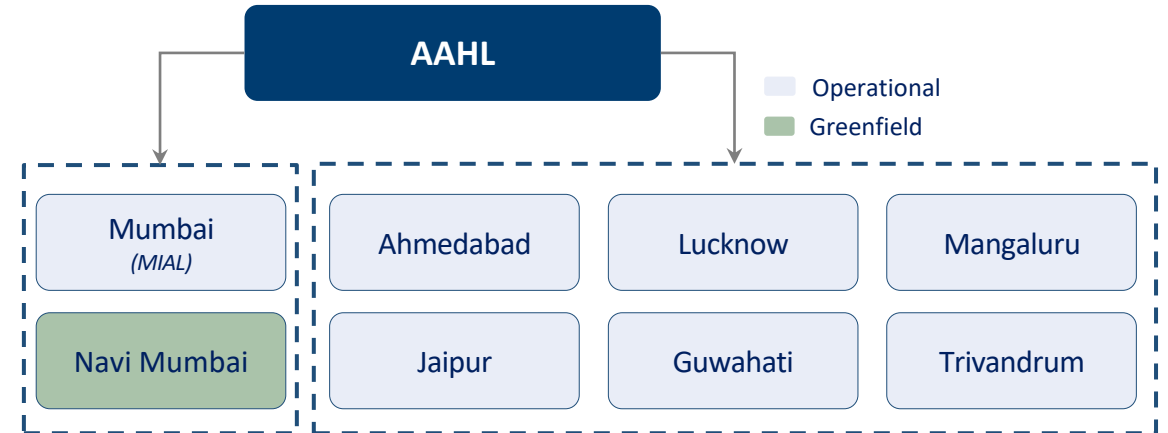 AAHL
Operational
Greenfield
Mumbai
(MIAL)
Navi Mumbai
Ahmedabad
Lucknow
Mangaluru
Jaipur
Guwahati
Trivandrum